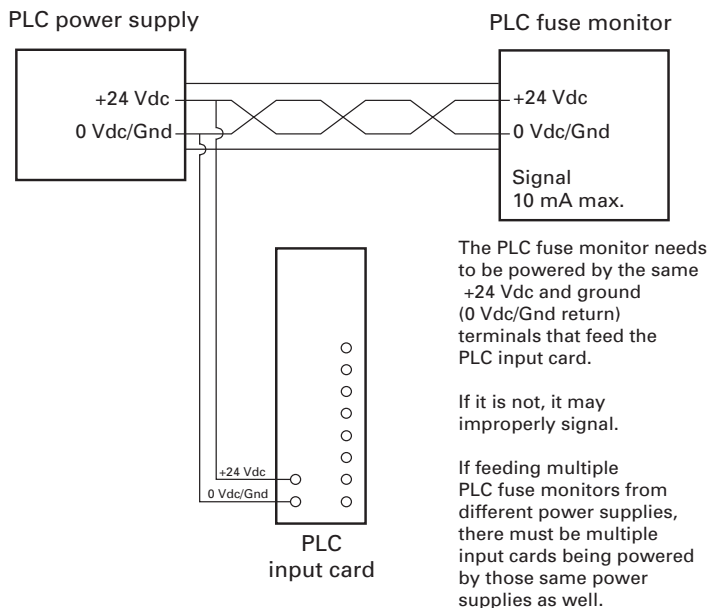 PLC power supply
PLC fuse monitor
+24 Vdc
0 Vdc/Gnd
+24 Vdc
0 Vdc/Gnd
Signal
10 mA max.
The PLC fuse monitor needs
to be powered by the same
+24 Vdc and ground
(0 Vdc/Gnd return)
terminals that feed the
PLC input card.
If it is not, it may
improperly signal.
If feeding multiple
PLC fuse monitors from
different power supplies,
there must be multiple
input cards being powered
by those same power
supplies as well.
+24 Vdc
0 Vdc/Gnd
PLC
input card